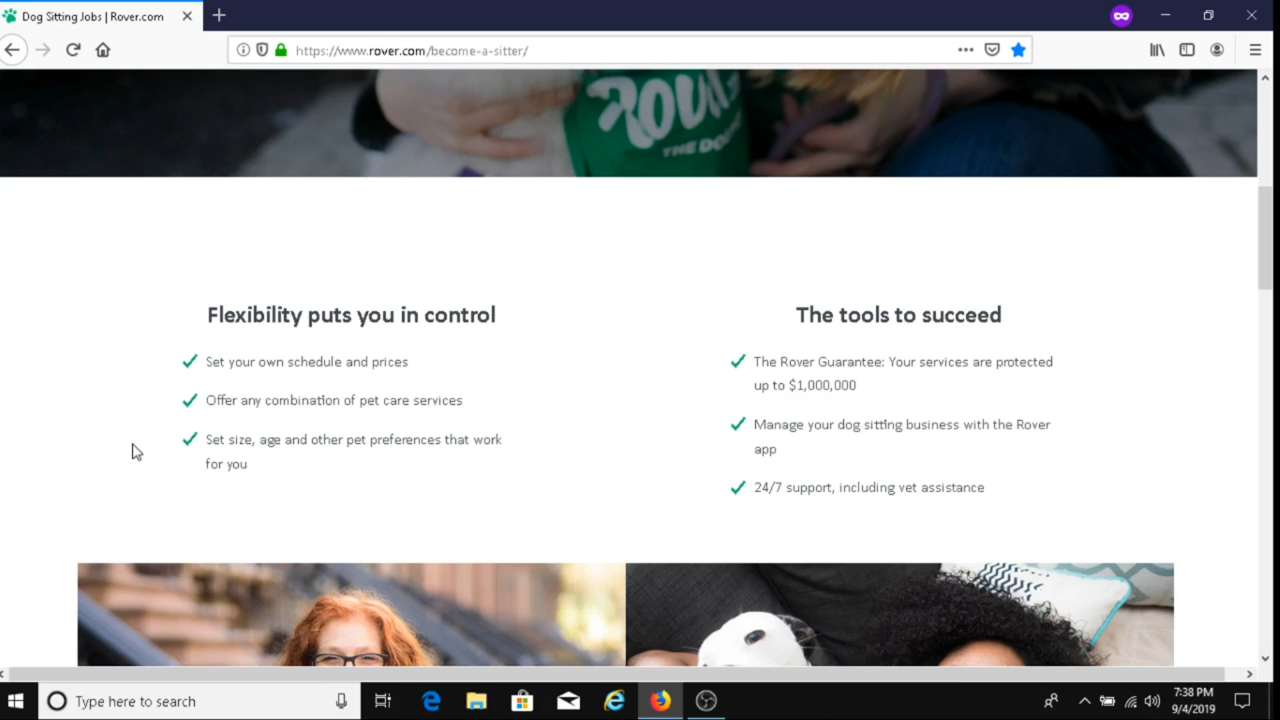 Dog Sitting Jobs | Rover.com
https://www.rover.com/become-a-sitter/
THE DO
Flexibility puts you in control
Set your own schedule and prices
Offer any combination of pet care services
Set size, age and other pet preferences that work
for you
The tools to succeed
The Rover Guarantee: Your services are protected
up to $1,000,000
Manage your dog sitting business with the Rover
app
24/7 support, including vet assistance
Type here to search
7:38 PM
9/4/2019